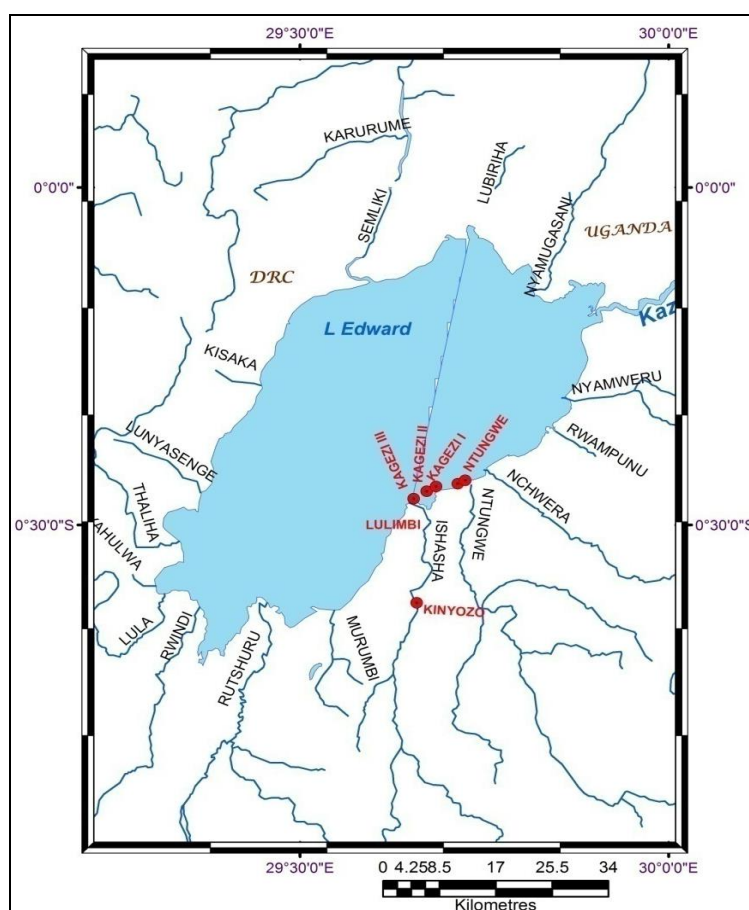 29°30'0"E
30°0'0"E
KARURUME
LUBIRIHA
0°0'0"
0°0'0"
SEMLIKI
NYAMUGASANI
UGANDA
DRC
Kaz
L Edward
KISAKA
NYAMWERU
RWAMPUNU
KAGEZI III
KAGEZI II
KAGEZI I
NTUNGWE
LUNYASENGE
NCHWERA
THALIHA
NTUNGWE
0°30'0"S
0°30'0"S
LULIMBI
ISHASHA
AHULWA
KINYOZO
LULA
RWINDI
RUTSHURU
MURUMBI
29°30'0"E
30°0'0"E
0 4.25 8.5 17 25.5 34
Kilometres